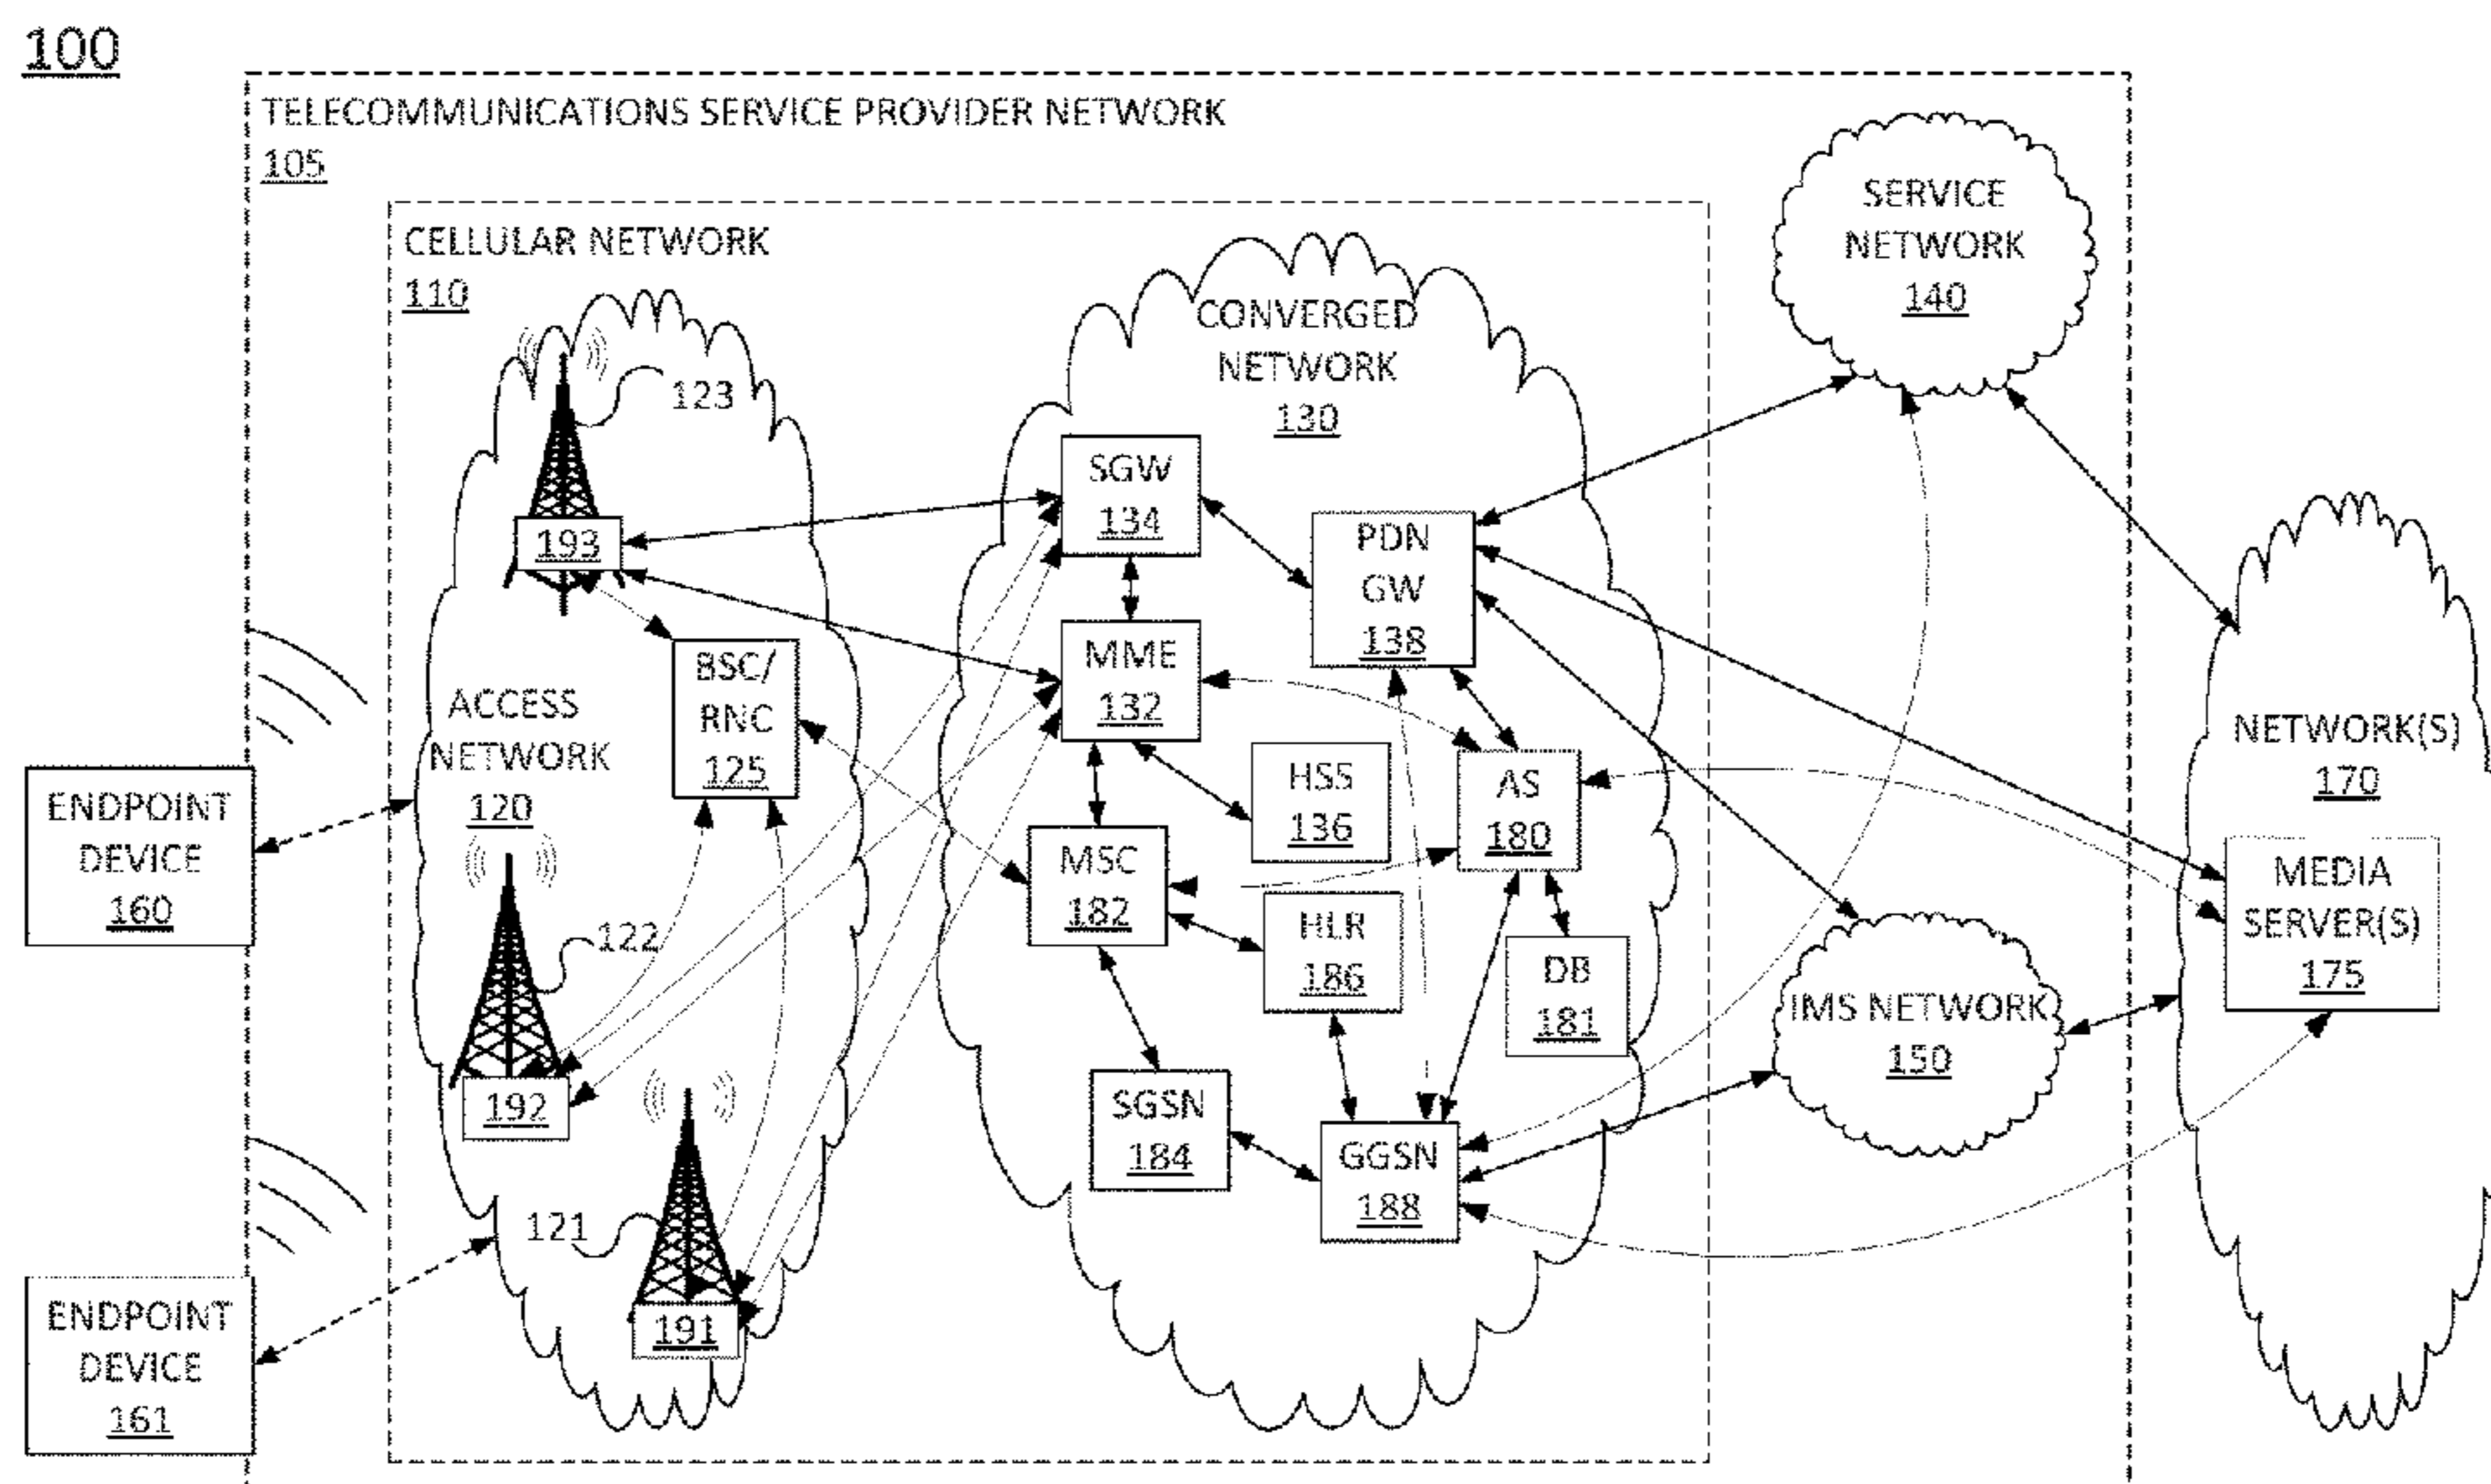 100
TELECOMMUNICATIONS SERVICE PROVIDER NETWORK
105
CELLULAR NETWORK
110
SERVICE
NETWORK
140
CONVERGED
NETWORK
130
123
193
SGW
134
PDN
GW
138
MME
132
BSC/
RNC
125
ACCESS
NETWORK
120
HSS
136
AS
180
NETWORK(S)
170
MEDIA
SERVER(S)
175
ENDPOINT
DEVICE
160
MSC
182
HLR
186
DB
181
122
192
IMS NETWORK
150
SGSN
184
GGSN
188
121
191
ENDPOINT
DEVICE
161